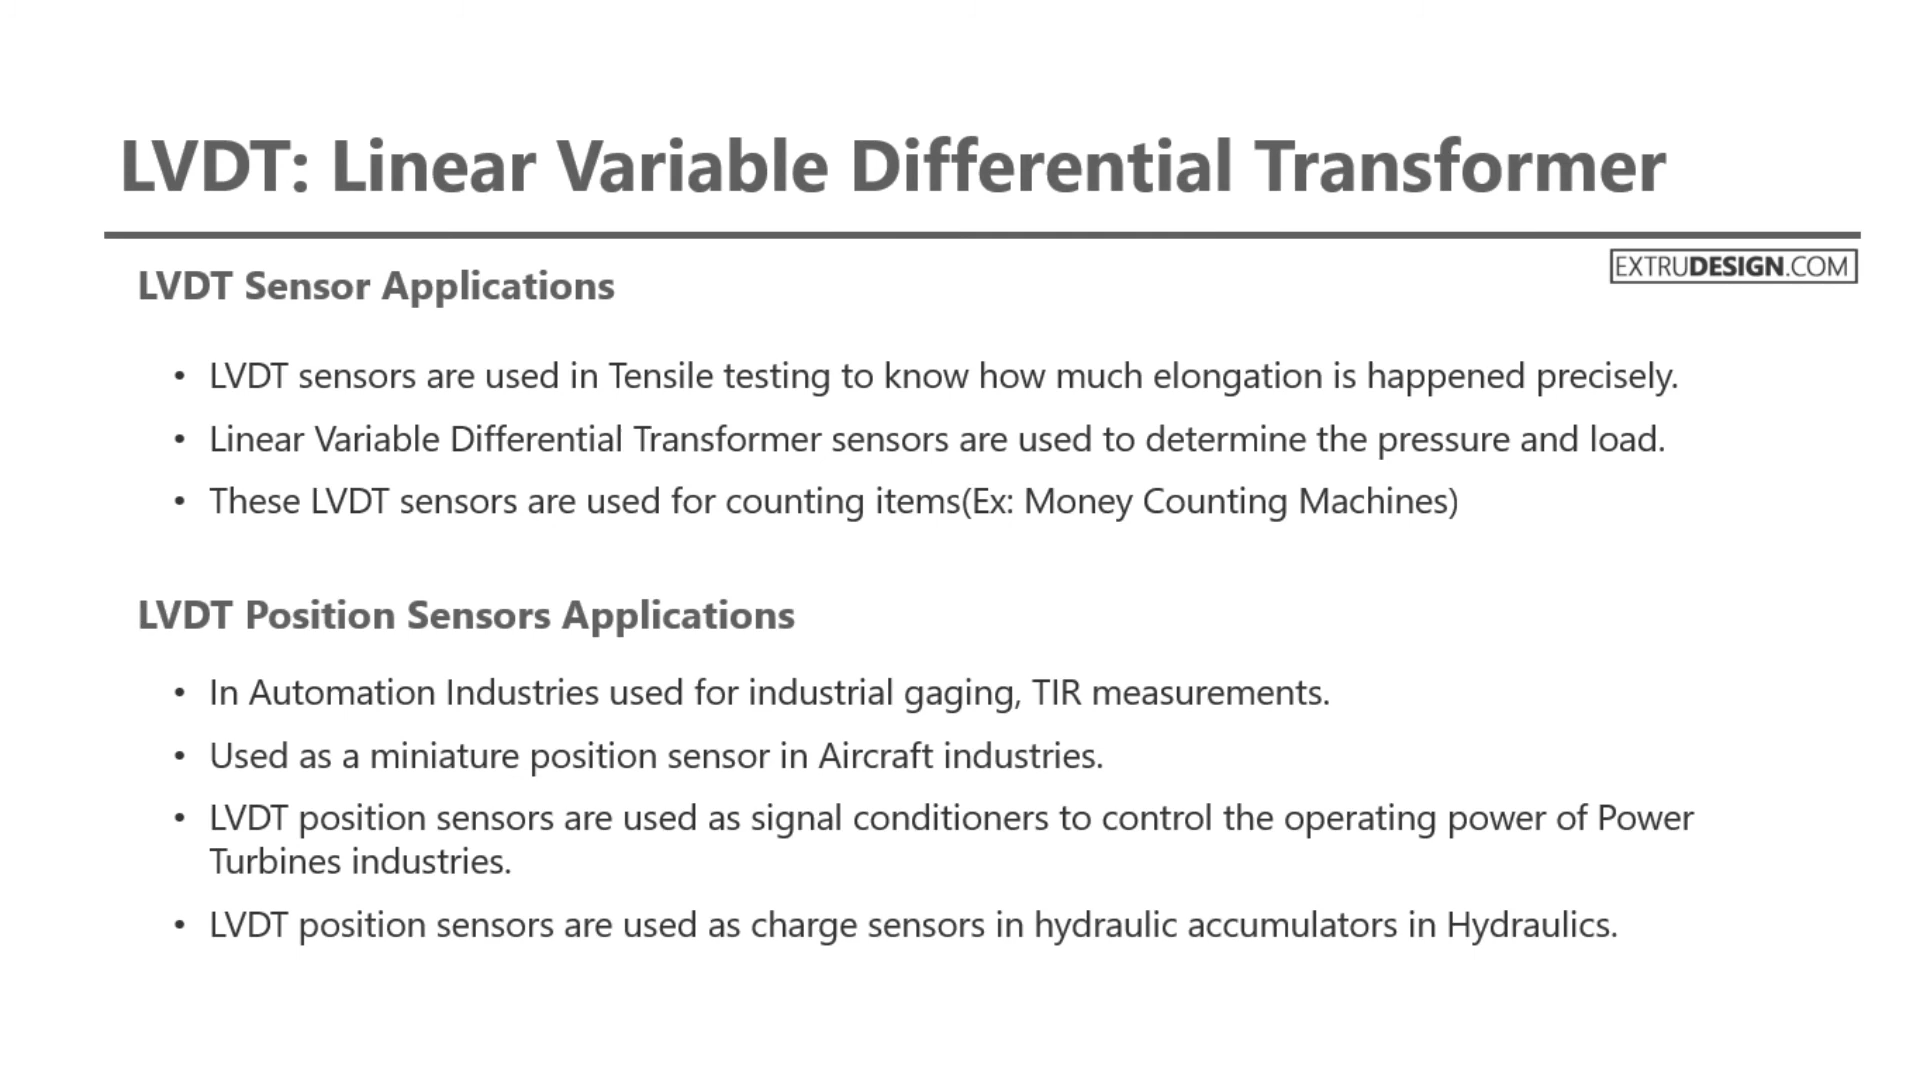 LVDT: Linear Variable Differential Transformer
EXTRUDESIGN.COM
LVDT Sensor Applications
• LVDT sensors are used in Tensile testing to know how much elongation is happened precisely.
• Linear Variable Differential Transformer sensors are used to determine the pressure and load.
• These LVDT sensors are used for counting items(Ex: Money Counting Machines)
LVDT Position Sensors Applications
• In Automation Industries used for industrial gaging, TIR measurements.
• Used as a miniature position sensor in Aircraft industries.
• LVDT position sensors are used as signal conditioners to control the operating power of Power
Turbines industries.
• LVDT position sensors are used as charge sensors in hydraulic accumulators in Hydraulics.